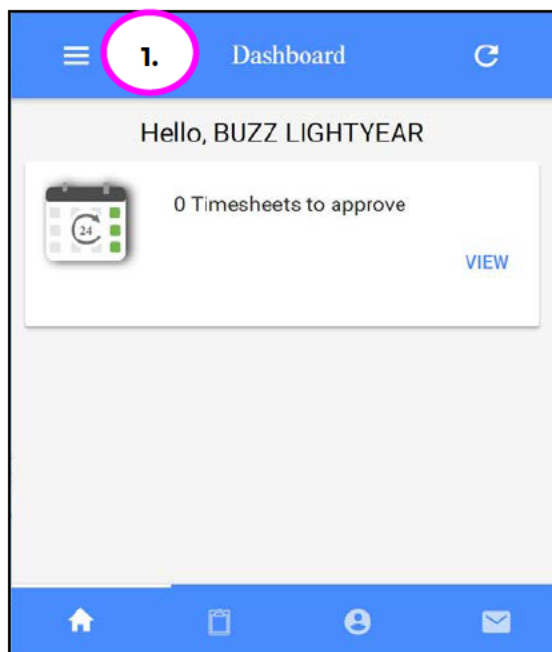 1.
Dashboard
Hello, BUZZ LIGHTYEAR
0 Timesheets to approve
24
VIEW